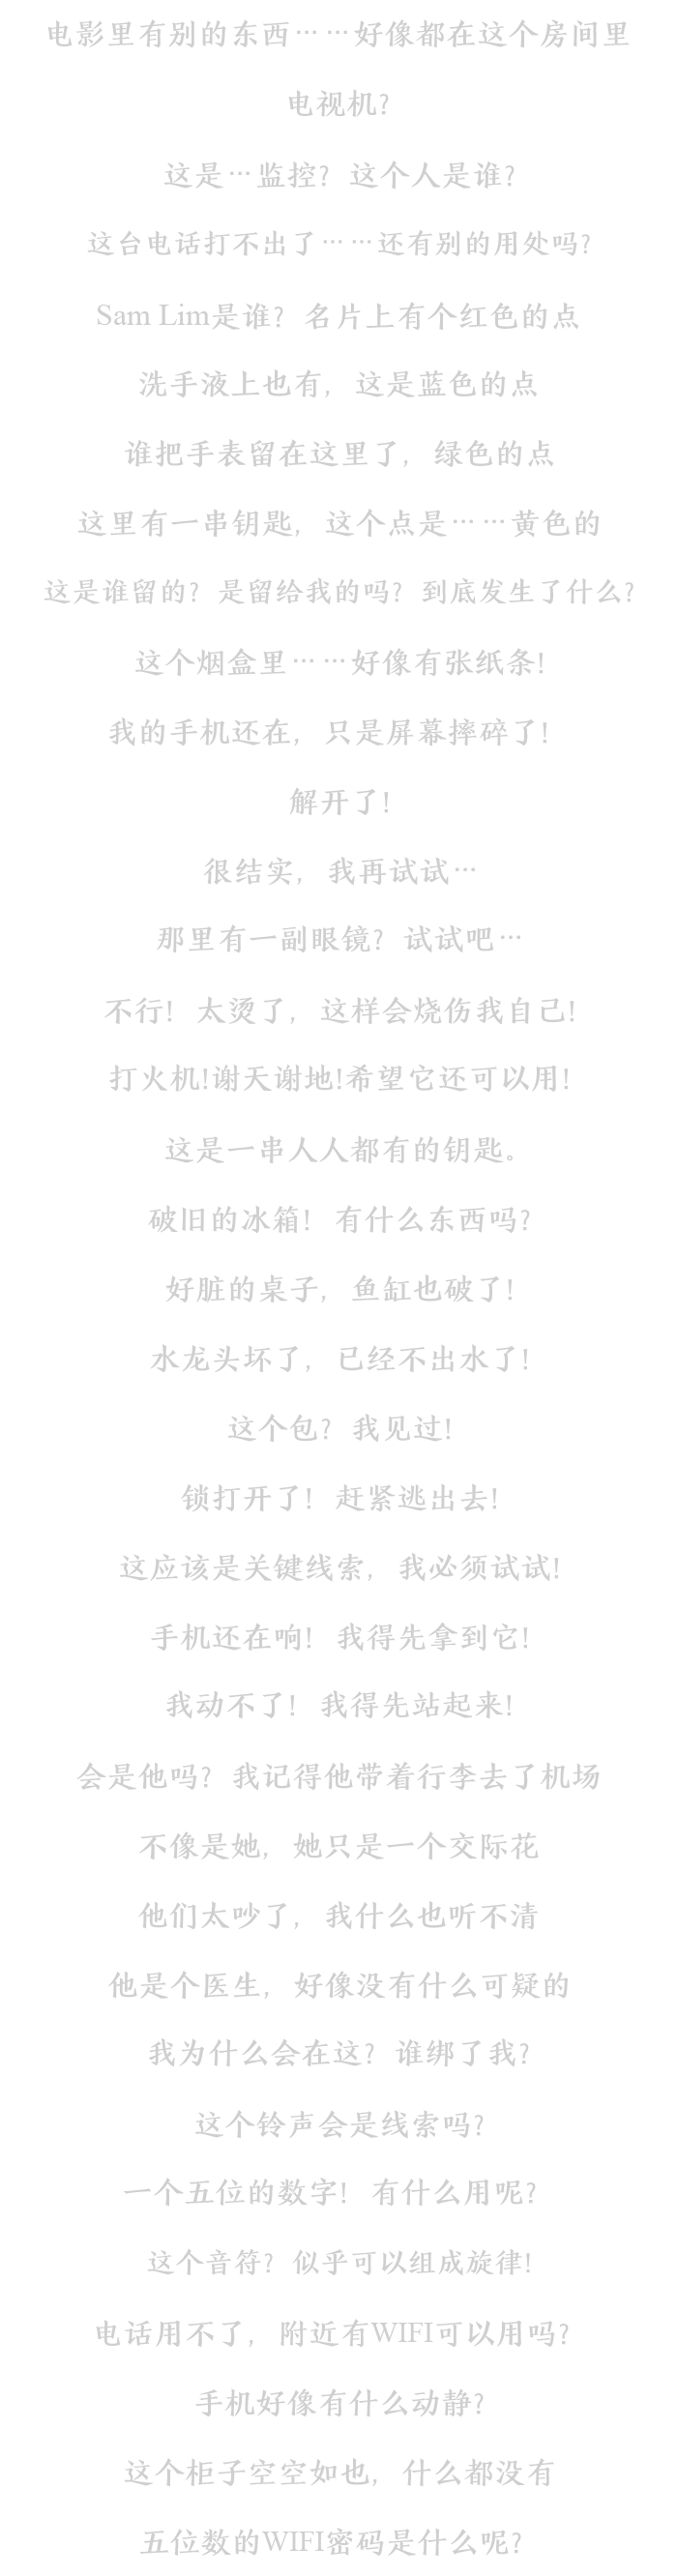 电影里有别的东西……好像都在这个房间里
电视机?
这是…监控? 这个人是谁?
这台电话打不出了……还有别的用处吗?
Sam Lim是谁? 名片上有个红色的点
洗手液上也有, 这是蓝色的点
谁把手表留在这里了, 绿色的点
这里有一串钥匙, 这个点是……黄色的
这是谁留的? 是留给我的吗? 到底发生了什么?
这个烟盒里……好像有张纸条!
我的手机还在, 只是屏幕摔碎了!
解开了!
很结实, 我再试试…
那里有一副眼镜? 试试吧…
不行! 太烫了, 这样会烧伤我自己!
打火机!谢天谢地!希望它还可以用!
这是一串人人都有的钥匙。
破旧的冰箱! 有什么东西吗?
好脏的桌子, 鱼缸也破了!
水龙头坏了, 已经不出水了!
这个包? 我见过!
锁打开了! 赶紧逃出去!
这应该是关键线索, 我必须试试!
手机还在响! 我得先拿到它!
我动不了! 我得先站起来!
会是他吗? 我记得他带着行李去了机场
不像是她, 她只是一个交际花
他们太吵了, 我什么也听不清
他是个医生, 好像没有什么可疑的
我为什么会在这? 谁绑了我?
这个铃声会是线索吗?
一个五位的数字! 有什么用呢?
这个音符? 似乎可以组成旋律!
电话用不了, 附近有WIFI可以用吗?
手机好像有什么动静?
这个柜子空空如也, 什么都没有
五位数的WIFI密码是什么呢?